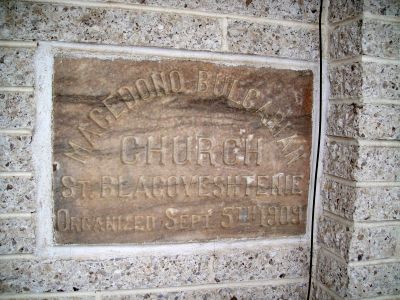 MACEDONO. BULGARIAN
CHURCH
ST. BLAGOVESHTENIE
ORGANIZED SEPT. 5TH 1909